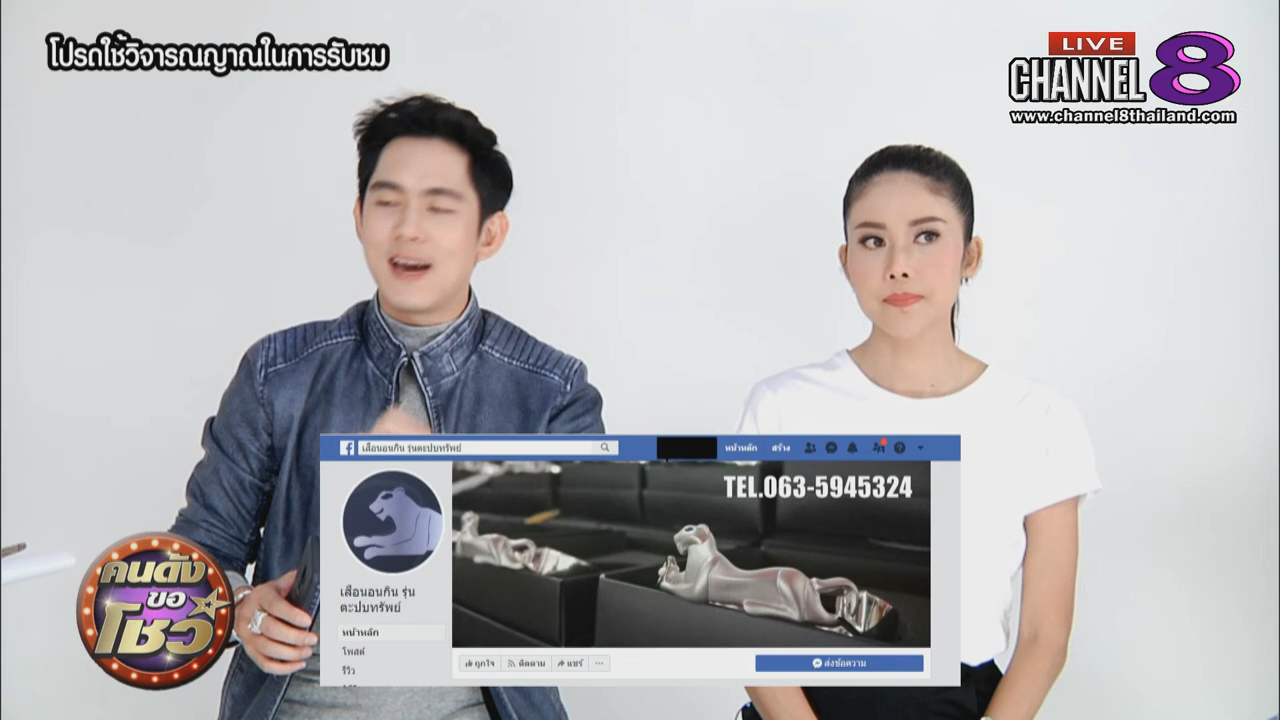 โปรดใช้วิจารณญาณในการรับชม
LIVE
CHANNEL 8
www.channel8thailand.com
เสือนอนกิน รุ่นตะปบทรัพย์
หน้าหลัก
สร้าง
TEL.063-5945324
เสือนอนกิน รุ่น
ตะปบทรัพย์
หน้าหลัก
โพสต์
รีวิว
ถูกใจ
ติดตาม
แชร์
ส่งข้อความ
คนดัง
ขอ
โชว์